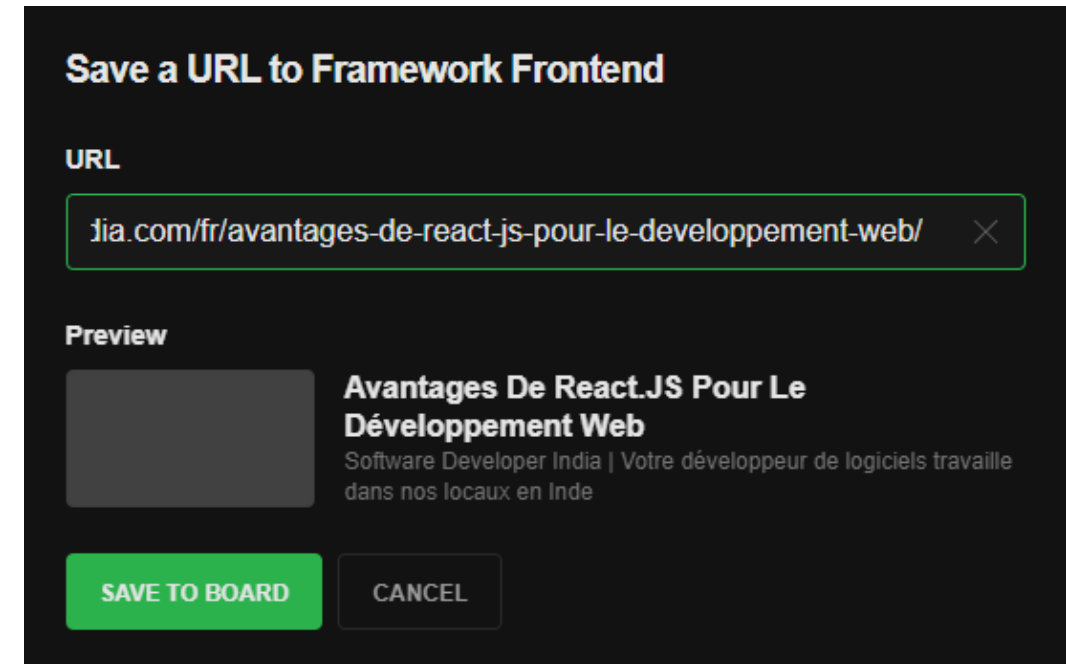 Save a URL to Framework Frontend
URL
dia.com/fr/avantages-de-react-js-pour-le-developpement-web/
Preview
Avantages De React.JS Pour Le
Développement Web
Software Developer India | Votre développeur de logiciels travaille
dans nos locaux en Inde
SAVE TO BOARD
CANCEL